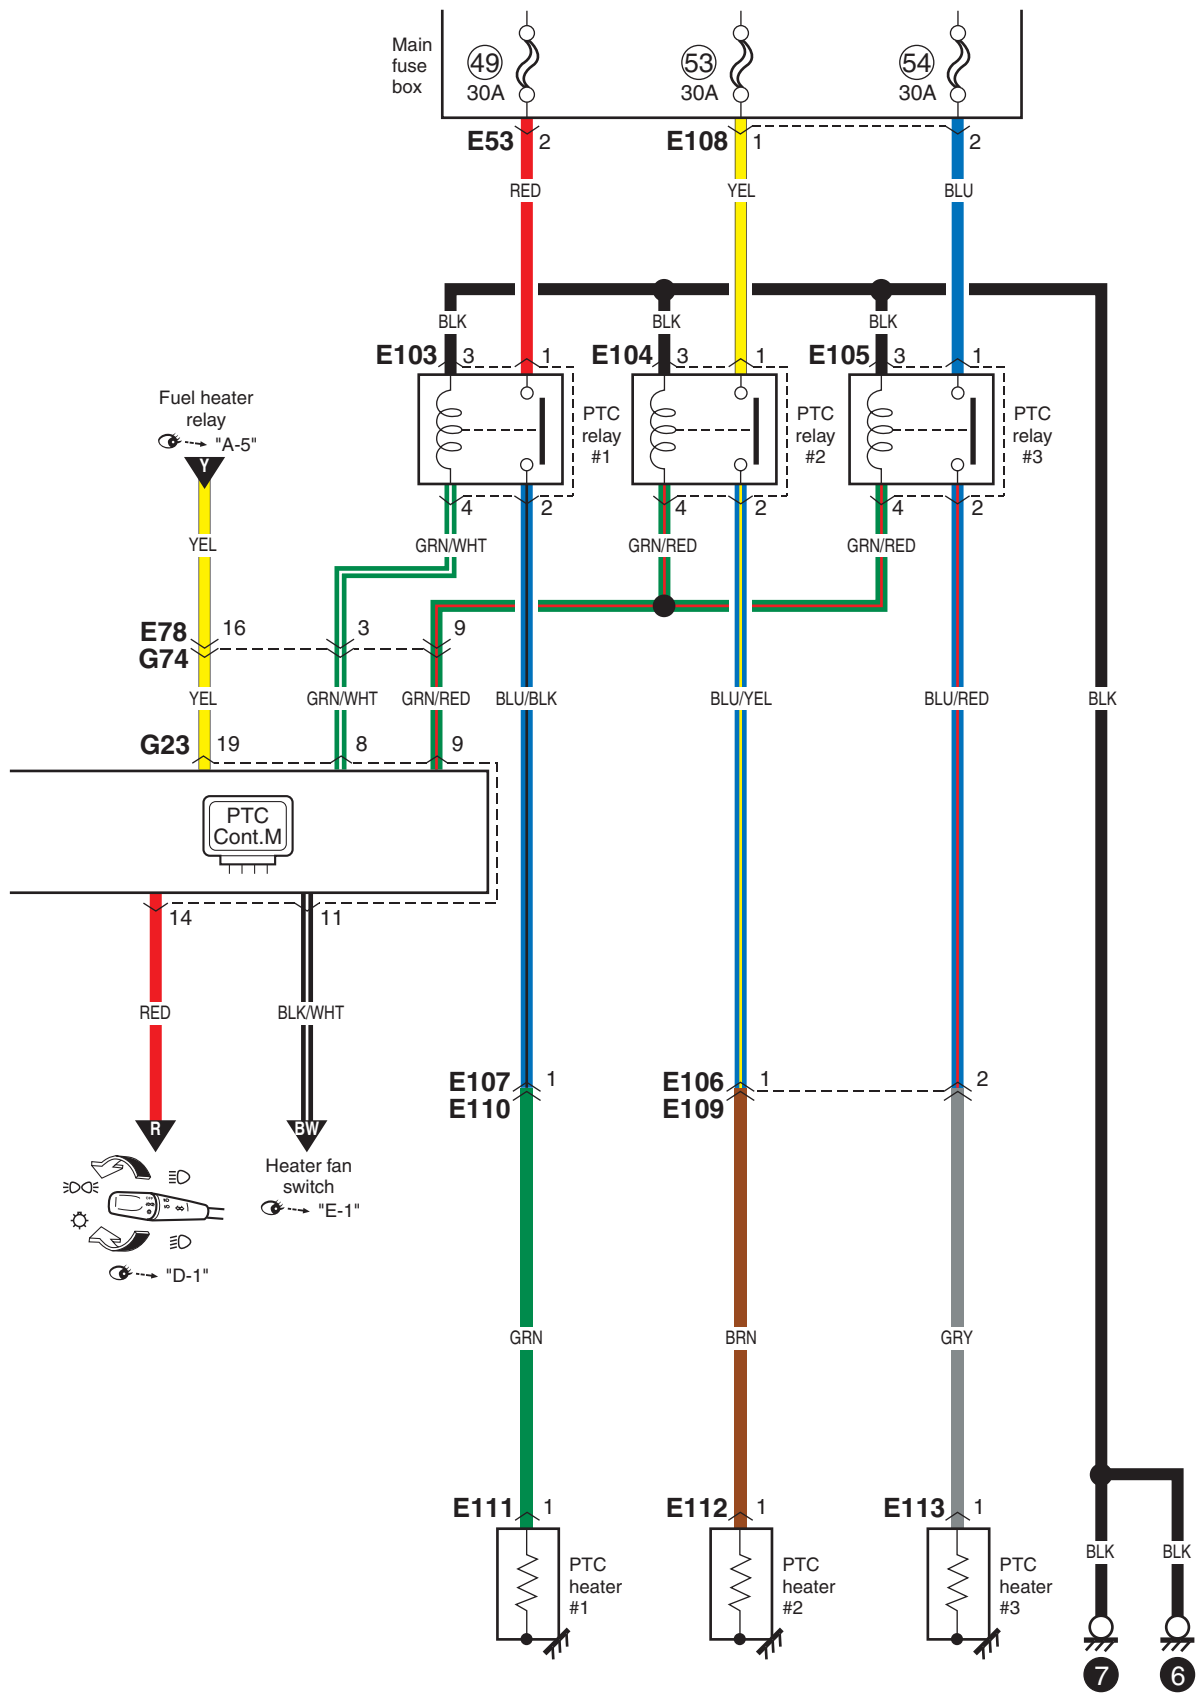 Main
fuse
box
49
30A
53
30A
54
30A
E53 2
E108 1
2
RED
YEL
BLU
BLK
BLK
BLK
E103 3
1
E104 3
1
E105 3
1
PTC
relay
#1
PTC
relay
#2
PTC
relay
#3
Fuel heater
relay
"A-5"
Y
4
2
4
2
4
2
YEL
GRN/WHT
GRN/RED
GRN/RED
E78
G74
16
3
9
YEL
GRN/WHT
GRN/RED
BLU/BLK
BLU/YEL
BLU/RED
BLK
G23 19
8
9
PTC
Cont.M
14
11
RED
BLK/WHT
E107
E110
1
E106
E109
1
2
R
BW
Heater fan
switch
"E-1"
"D-1"
GRN
BRN
GRY
E111 1
E112 1
E113 1
PTC
heater
#1
PTC
heater
#2
PTC
heater
#3
BLK
BLK
7
6